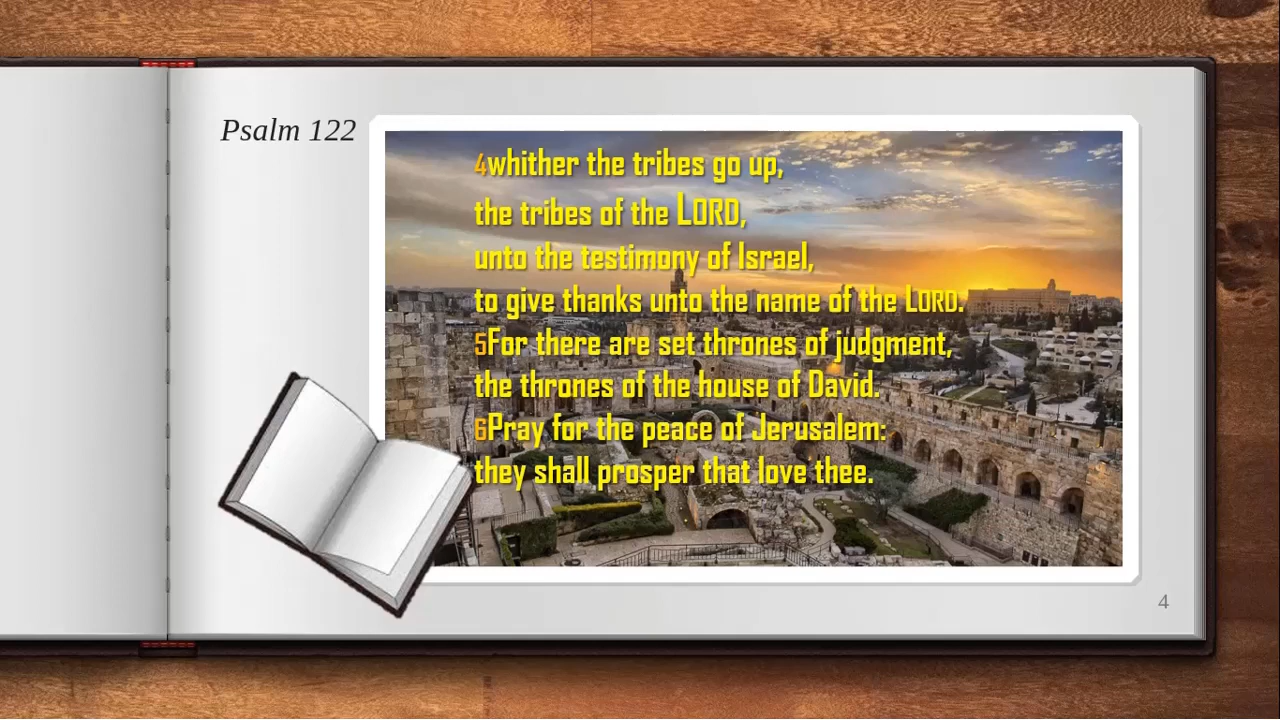 Psalm 122
4whither the tribes go up,
the tribes of the LORD,
unto the testimony of Israel,
to give thanks unto the name of the LORD.
5For there are set thrones of judgment,
the thrones of the house of David.
6Pray for the peace of Jerusalem:
they shall prosper that love thee.
4